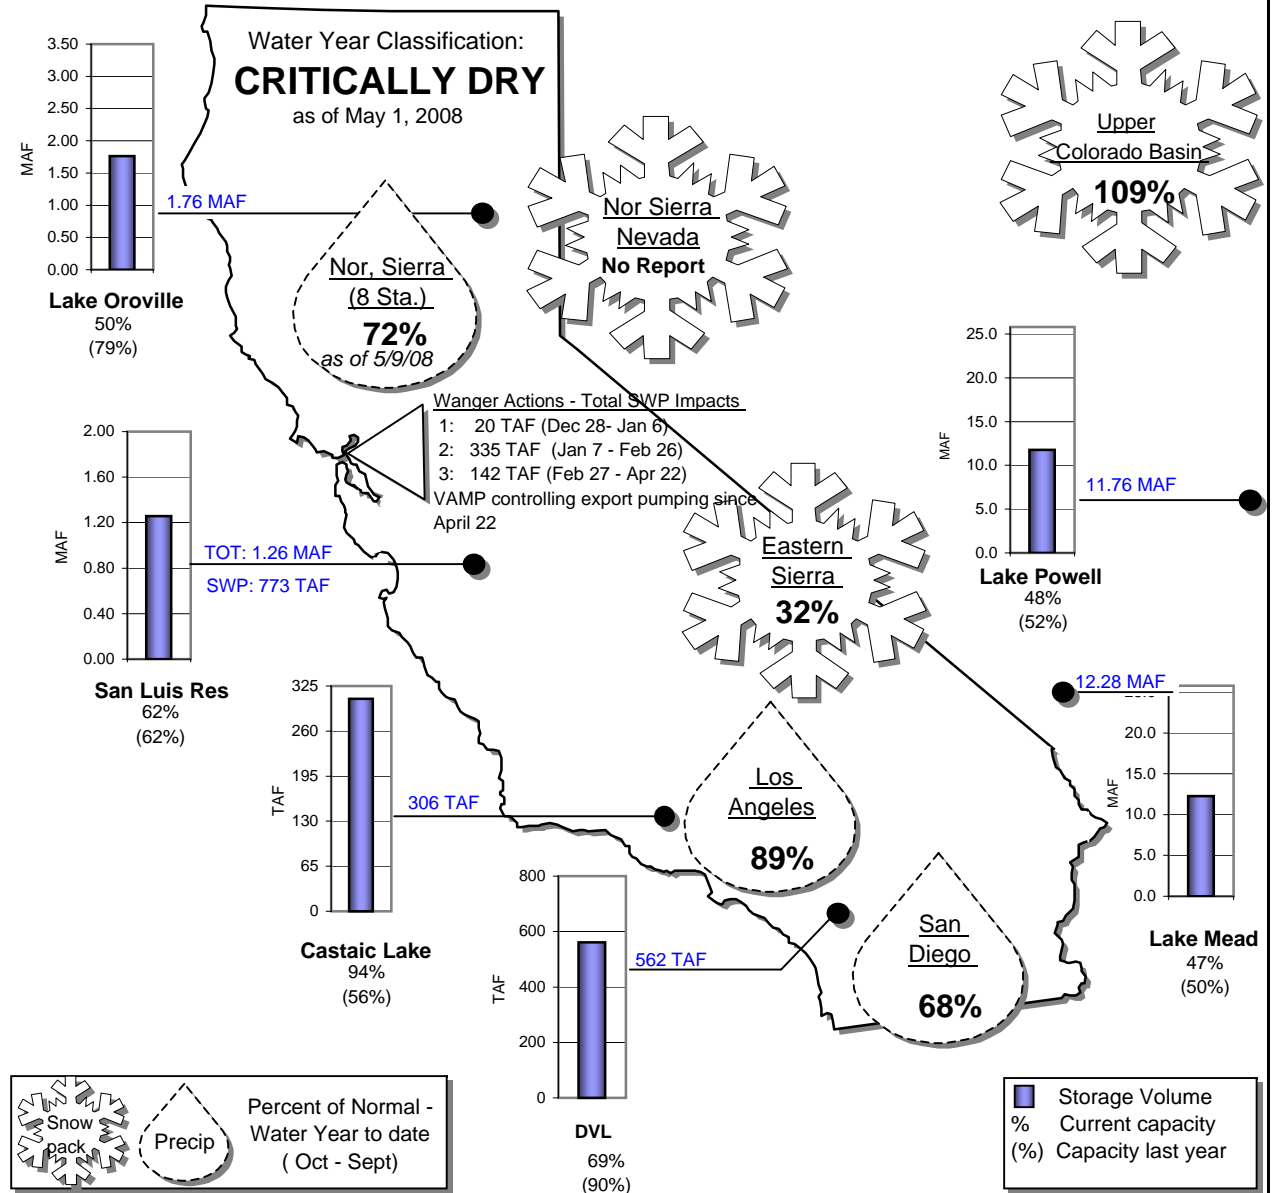 Water Year Classification:
CRITICALLY DRY
as of May 1, 2008
3.50
3.00
2.50
2.00
1.50
1.00
0.50
0.00
MAF
1.76 MAF
Lake Oroville
50%
(79%)
Nor, Sierra
(8 Sta.)
72%
as of 5/9/08
Nor Sierra
Nevada
No Report
Upper
Colorado Basin
109%
Wanger Actions - Total SWP Impacts
1: 20 TAF (Dec 28- Jan 6)
2: 335 TAF (Jan 7 - Feb 26)
3: 142 TAF (Feb 27 - Apr 22)
VAMP controlling export pumping since
April 22
2.00
1.60
1.20
0.80
0.40
0.00
MAF
TOT: 1.26 MAF
SWP: 773 TAF
San Luis Res
62%
(62%)
Eastern
Sierra
32%
25.0
20.0
15.0
10.0
5.0
0.0
MAF
11.76 MAF
Lake Powell
48%
(52%)
325
260
195
130
65
0
TAF
306 TAF
Castaic Lake
94%
(56%)
Los
Angeles
89%
12.28 MAF
20.0
15.0
10.0
5.0
0.0
MAF
Lake Mead
47%
(50%)
800
600
400
200
0
TAF
562 TAF
DVL
69%
(90%)
San
Diego
68%
Snow
pack
Precip
Percent of Normal -
Water Year to date
( Oct - Sept)
Storage Volume
% Current capacity
(%) Capacity last year